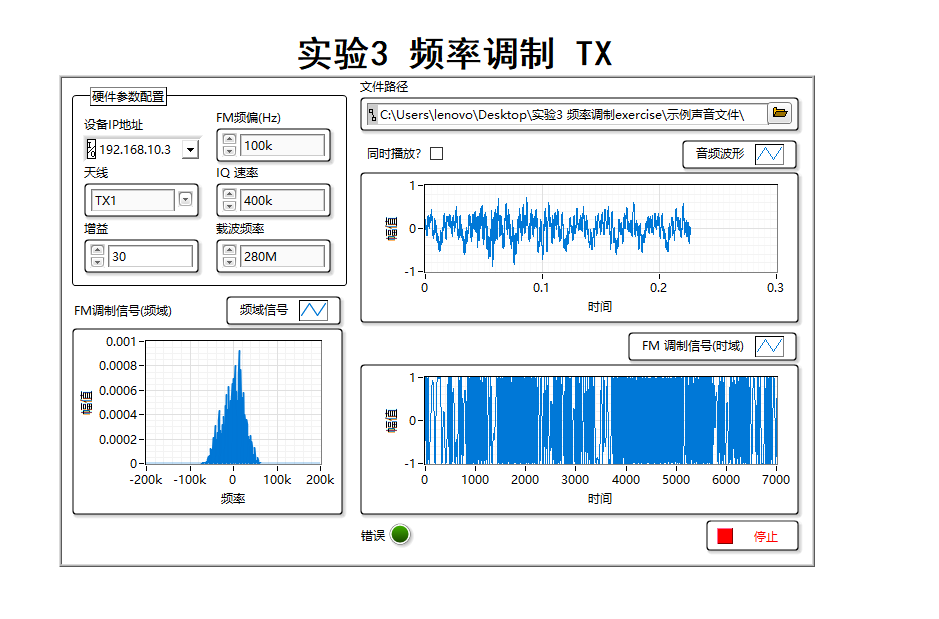 实验3 频率调制 TX
硬件参数配置
设备IP地址
192.168.10.3
天线
TX1
增益
30
FM频偏(Hz)
100k
IQ 速率
400k
载波频率
280M
文件路径
C:\Users\lenovo\Desktop\实验3 频率调制exercise\示例声音文件\
同时播放?
音频波形
1
0
-1
幅值
0 0.1 0.2 0.3
时间
FM调制信号(频域)
频域信号
0.001
0.0008
0.0006
0.0004
0.0002
0
幅值
-200k -100k 0 100k 200k
频率
FM 调制信号(时域)
1
0
-1
幅值
0 1000 2000 3000 4000 5000 6000 7000
时间
错误
停止